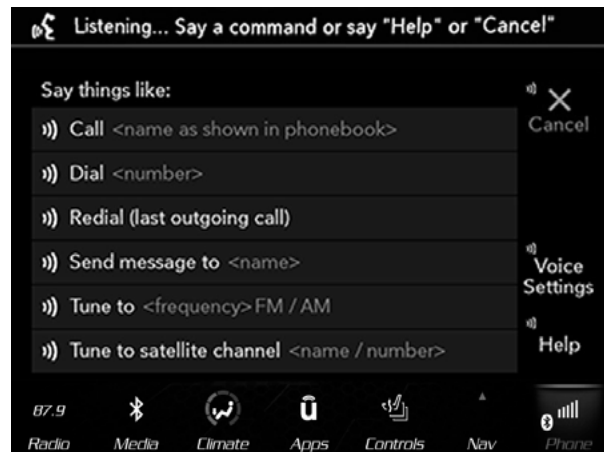 Listening... Say a command or say "Help" or "Cancel"
Say things like:
Call <name as shown in phonebook>
Dial <number>
Redial (last outgoing call)
Send message to <name>
Tune to <frequency> FM / AM
Tune to satellite channel <name / number>
Cancel
Voice
Settings
Help
87.9
û
Radio Media Climate Apps Controls Nav Phone